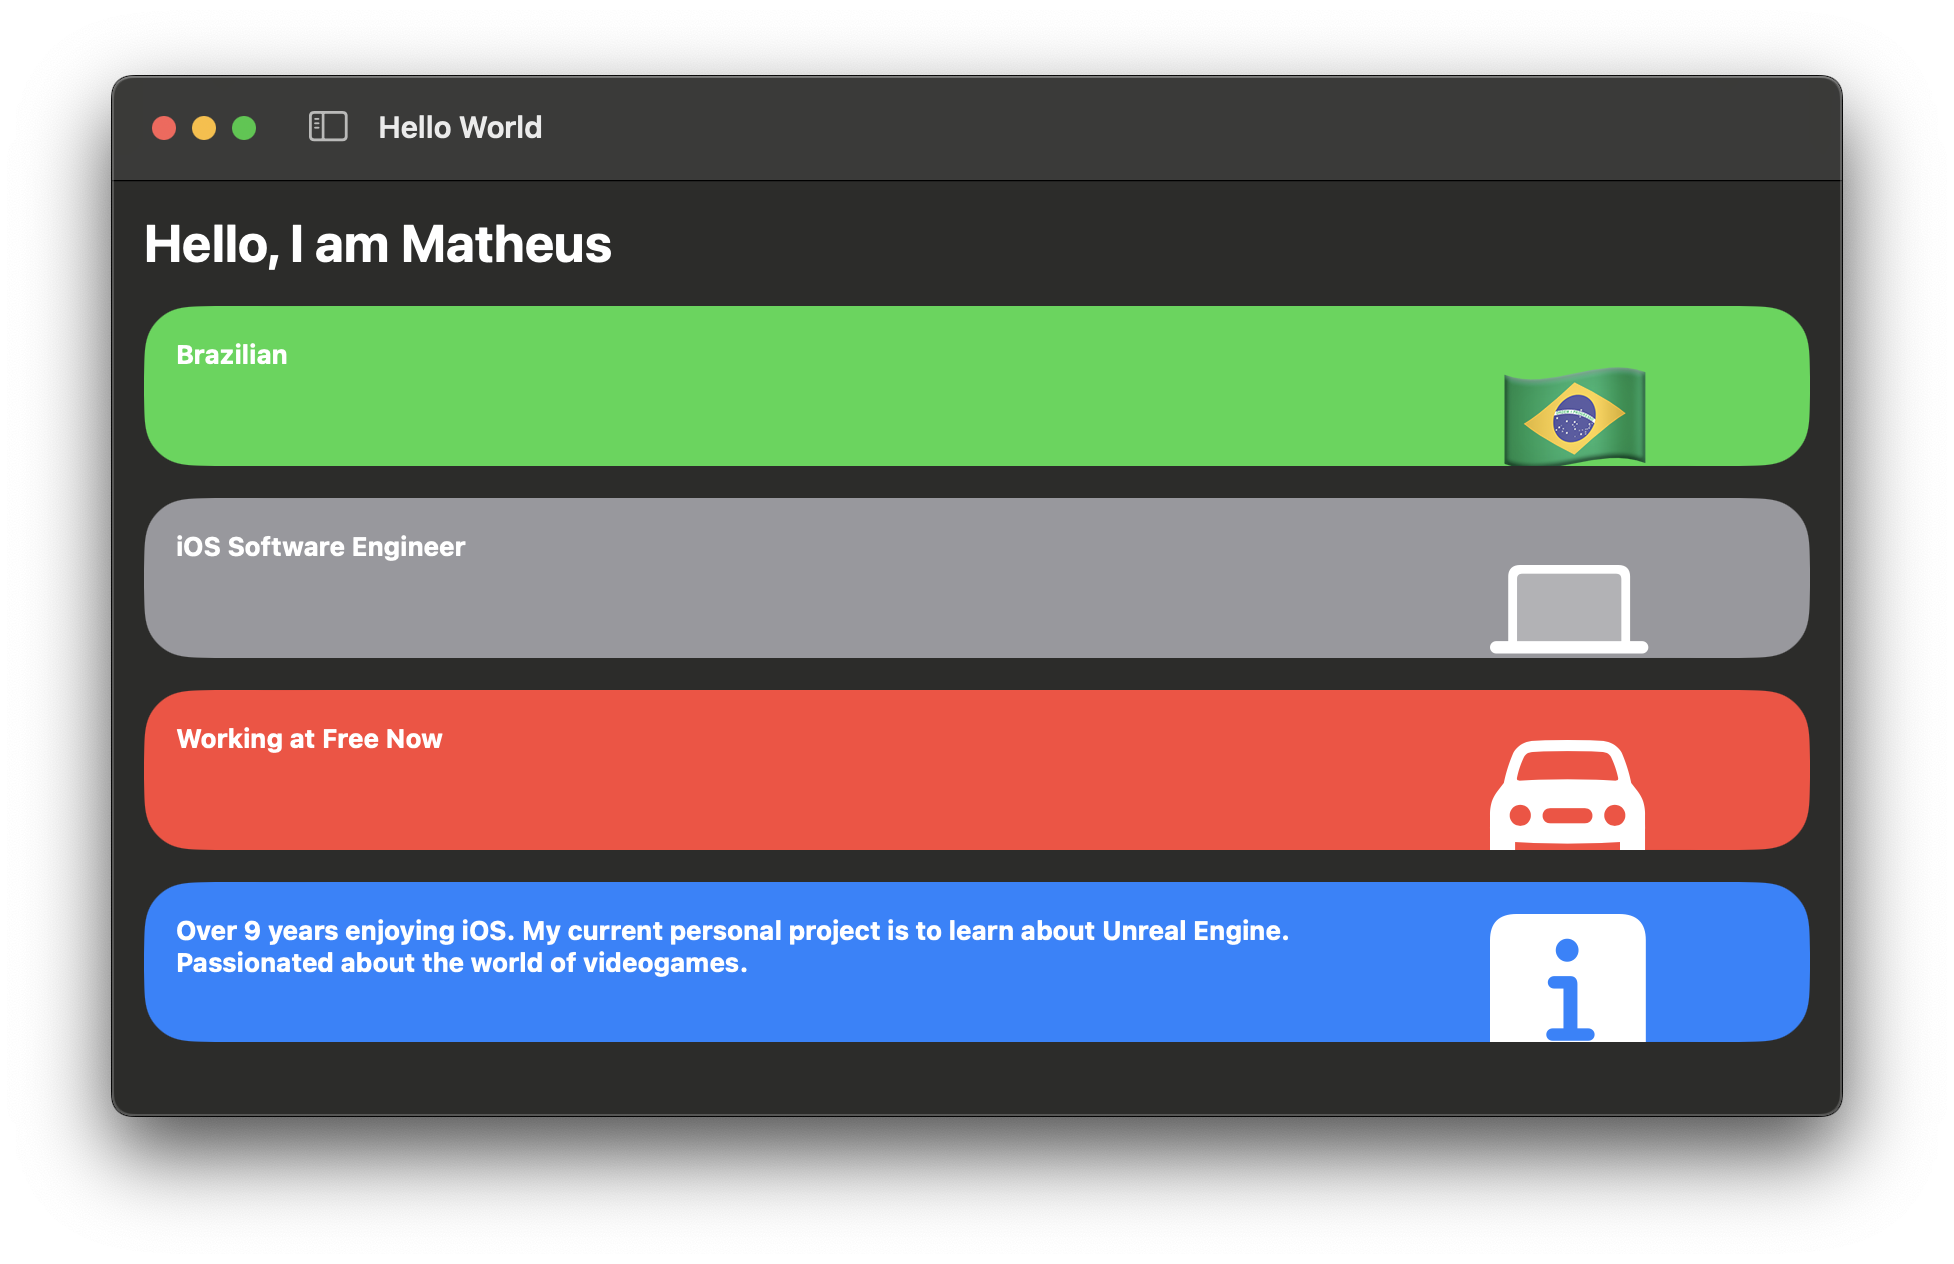 Hello World
Hello, I am Matheus
Brazilian
iOS Software Engineer
Working at Free Now
Over 9 years enjoying iOS. My current personal project is to learn about Unreal Engine.
Passionated about the world of videogames.